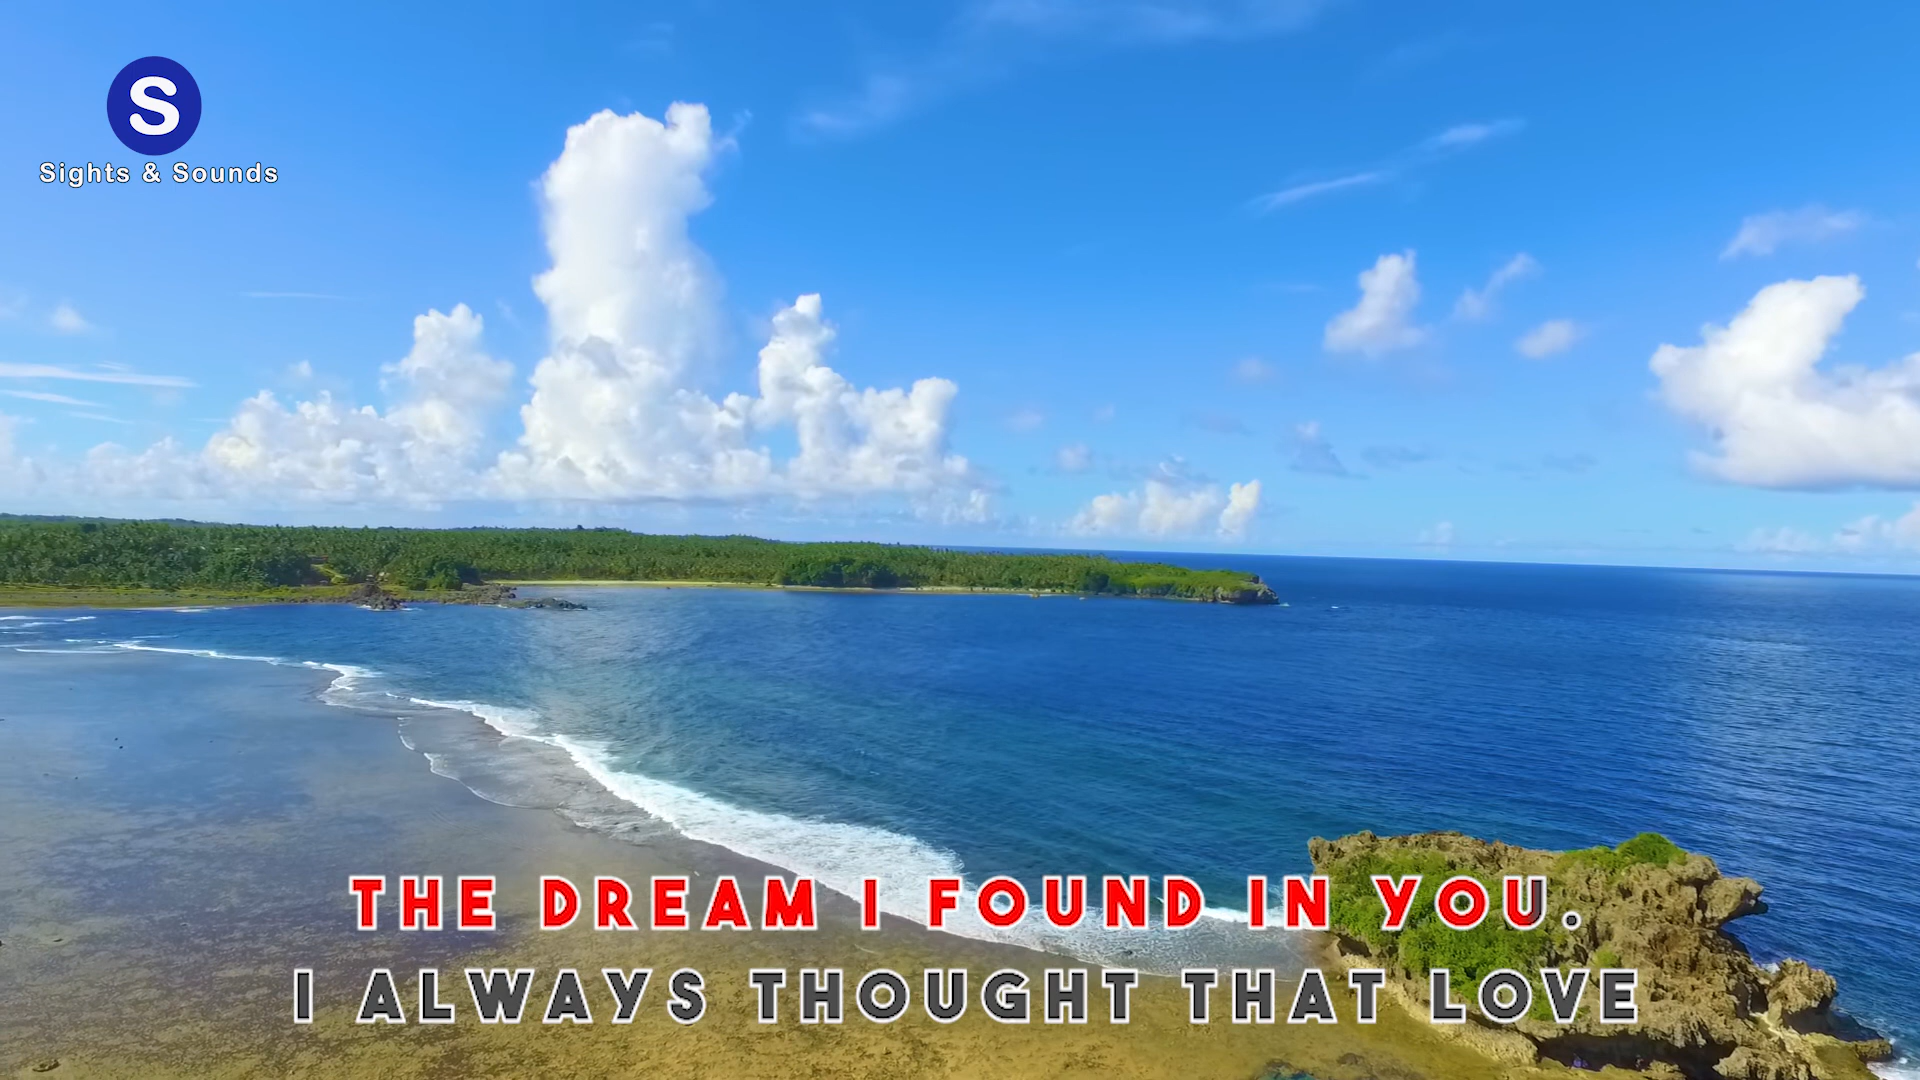 S
Sights & Sounds
THE DREAM I FOUND IN YOU.
I ALWAYS THOUGHT THAT LOVE